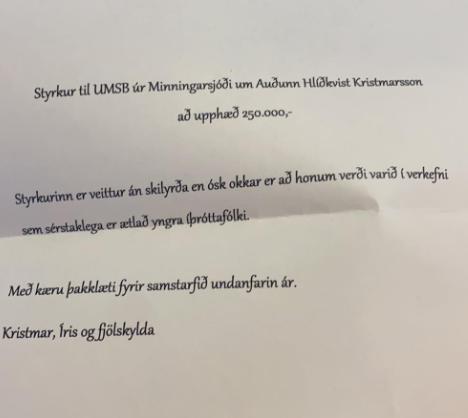 Styrkur til UMSB úr Minningarsjóði um Auðunn Hlíðkvist Kristmarsson
að upphæð 250.000,-
Styrkurinn er veittur án skilyrða en ósk okkar er að honum verði varið í verkefni
sem sérstaklega er ætlað yngra íþróttafólki.
Með kæru þakklæti fyrir samstarfið undanfarin ár.
Kristmar, Íris og fjölskylda